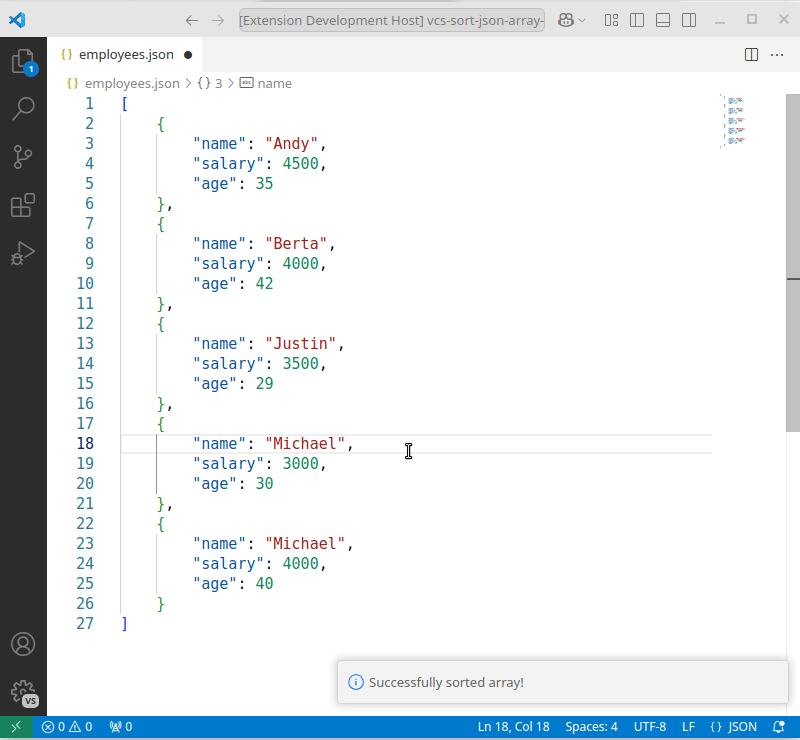 [Extension Development Host] vcs-sort-json-array-
{} employees.json ●
{} employees.json > {} 3 > abc name
1 [
2     {
3         "name": "Andy",
4         "salary": 4500,
5         "age": 35
6     },
7     {
8         "name": "Berta",
9         "salary": 4000,
10         "age": 42
11     },
12     {
13         "name": "Justin",
14         "salary": 3500,
15         "age": 29
16     },
17     {
18         "name": "Michael",
19         "salary": 3000,
20         "age": 30
21     },
22     {
23         "name": "Michael",
24         "salary": 4000,
25         "age": 40
26     }
27 ]
1
VS
Successfully sorted array!
0 0 0 Ln 18, Col 18 Spaces: 4 UTF-8 LF {} JSON